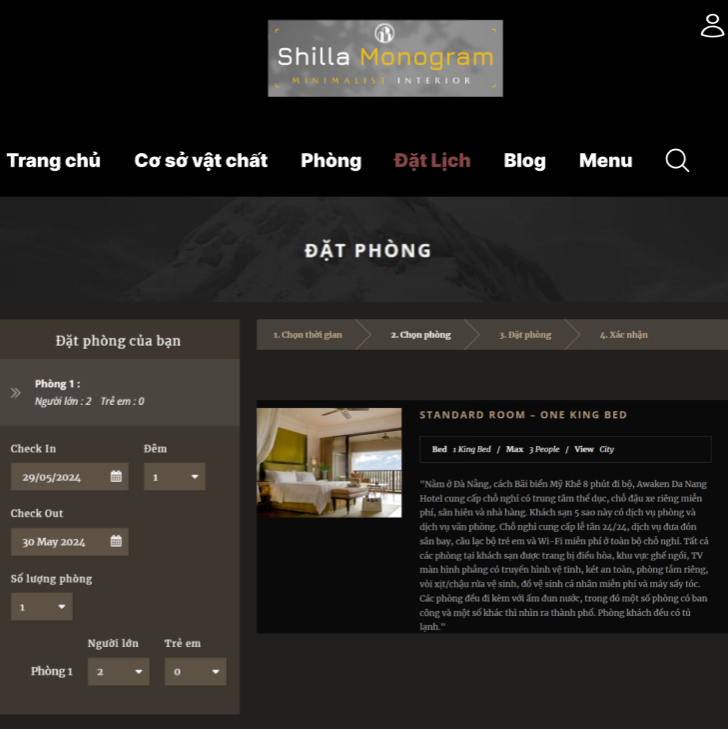 Shilla Monogram
MINIMALIST INTERIOR
Trang chủ Cơ sở vật chất Phòng Đặt Lịch Blog Menu
ĐẶT PHÒNG
Đặt phòng của bạn
Phòng 1 :
Người lớn : 2 Trẻ em : 0
Check In Đêm
29/05/2024 1
Check Out
30 May 2024
Số lượng phòng
1
Người lớn Trẻ em
Phòng 1 2 0
1. Chọn thời gian 2. Chọn phòng 3. Đặt phòng 4. Xác nhận
STANDARD ROOM – ONE KING BED
Bed 1 King Bed / Max 3 People / View City
"Nằm ở Đà Nẵng, cách Bãi biển Mỹ Khê 8 phút đi bộ, Awaken Da Nang
Hotel cung cấp chỗ nghỉ có trung tâm thể dục, chỗ đậu xe riêng miễn
phí, sân hiên và nhà hàng. Khách sạn 5 sao này có dịch vụ phòng và
dịch vụ văn phòng. Chỗ nghỉ cung cấp lễ tân 24/24, dịch vụ đưa đón
sân bay, câu lạc bộ trẻ em và Wi-Fi miễn phí ở toàn bộ chỗ nghỉ. Tất cả
các phòng tại khách sạn được trang bị điều hòa, khu vực ghế ngồi, TV
màn hình phẳng có truyền hình vệ tinh, két an toàn, phòng tắm riêng,
vòi xịt/chậu rửa vệ sinh, đồ vệ sinh cá nhân miễn phí và máy sấy tóc.
Các phòng đều đi kèm với ấm đun nước, trong đó một số phòng có ban
công và một số khác thì nhìn ra thành phố. Phòng khách đều có tủ
lạnh."